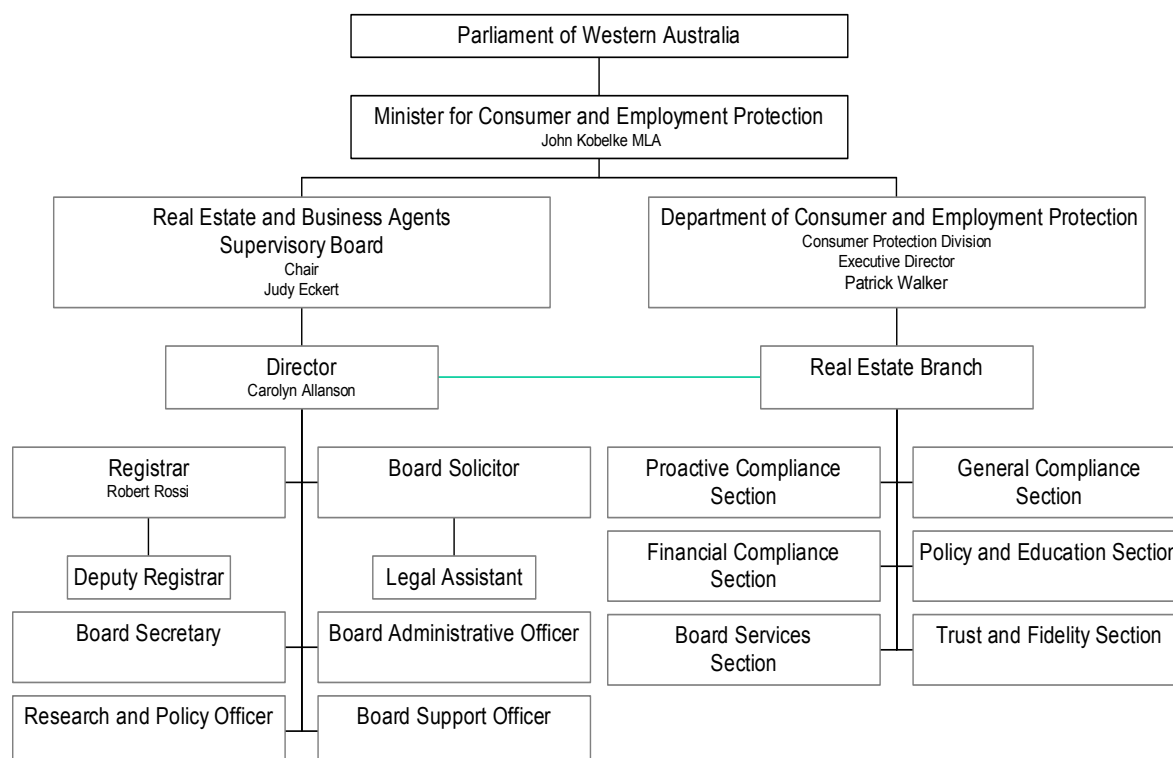 Parliament of Western Australia
Minister for Consumer and Employment Protection
John Kobelke MLA
Real Estate and Business Agents
Supervisory Board
Chair
Judy Eckert
Department of Consumer and Employment Protection
Consumer Protection Division
Executive Director
Patrick Walker
Director
Carolyn Allanson
Real Estate Branch
Registrar
Robert Rossi
Board Solicitor
Proactive Compliance
Section
General Compliance
Section
Deputy Registrar
Legal Assistant
Financial Compliance
Section
Policy and Education Section
Board Secretary
Board Administrative Officer
Board Services
Section
Trust and Fidelity Section
Research and Policy Officer
Board Support Officer